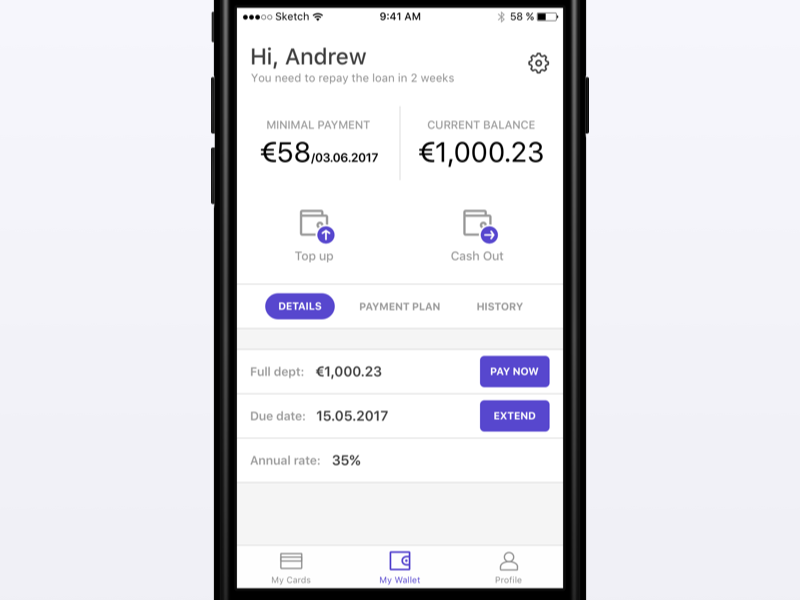 Sketch 9:41 AM 58 %
Hi, Andrew
You need to repay the loan in 2 weeks
MINIMAL PAYMENT CURRENT BALANCE
€58/03.06.2017 €1,000.23
Top up Cash Out
DETAILS PAYMENT PLAN HISTORY
Full dept: €1,000.23 PAY NOW
Due date: 15.05.2017 EXTEND
Annual rate: 35%
My Cards My Wallet Profile